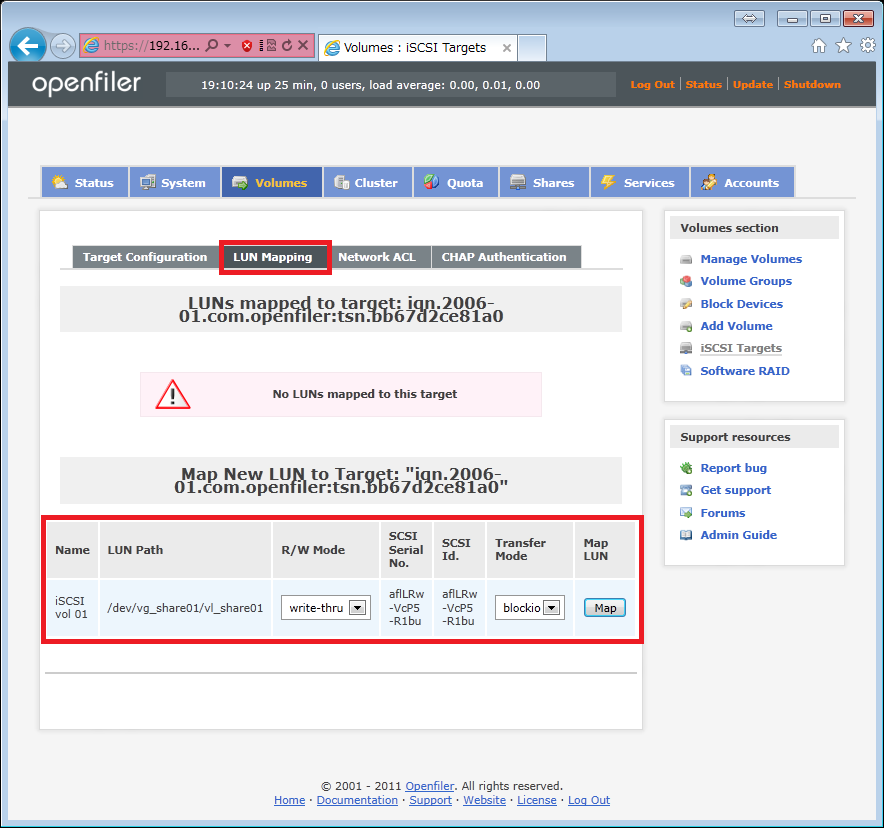 https://192.16...
Volumes : iSCSI Targets
openfiler
19:10:24 up 25 min, 0 users, load average: 0.00, 0.01, 0.00
Log Out | Status | Update | Shutdown
Status
System
Volumes
Cluster
Quota
Shares
Services
Accounts
Target Configuration
LUN Mapping
Network ACL
CHAP Authentication
LUNs mapped to target: iqn.2006-
01.com.openfiler:tsn.bb67d2ce81a0
No LUNs mapped to this target
Map New LUN to Target: "iqn.2006-
01.com.openfiler:tsn.bb67d2ce81a0"
Name
LUN Path
R/W Mode
SCSI
Serial
No.
SCSI
Id.
Transfer
Mode
Map
LUN
iSCSI
vol 01
/dev/vg_share01/vl_share01
write-thru
aflLRw
-VcP5
-R1bu
aflLRw
-VcP5
-R1bu
blockio
Map
Volumes section
Manage Volumes
Volume Groups
Block Devices
Add Volume
iSCSI Targets
Software RAID
Support resources
Report bug
Get support
Forums
Admin Guide
© 2001 - 2011 Openfiler. All rights reserved.
Home · Documentation · Support · Website · License · Log Out